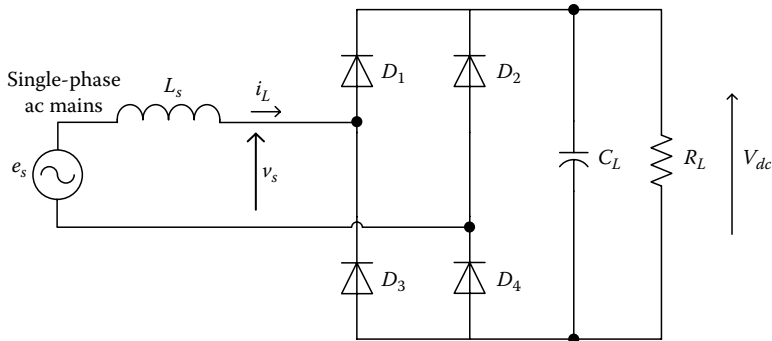 Single-phase
ac mains
L_s
i_L
D_1
D_2
e_s
v_s
C_L
R_L
V_dc
D_3
D_4